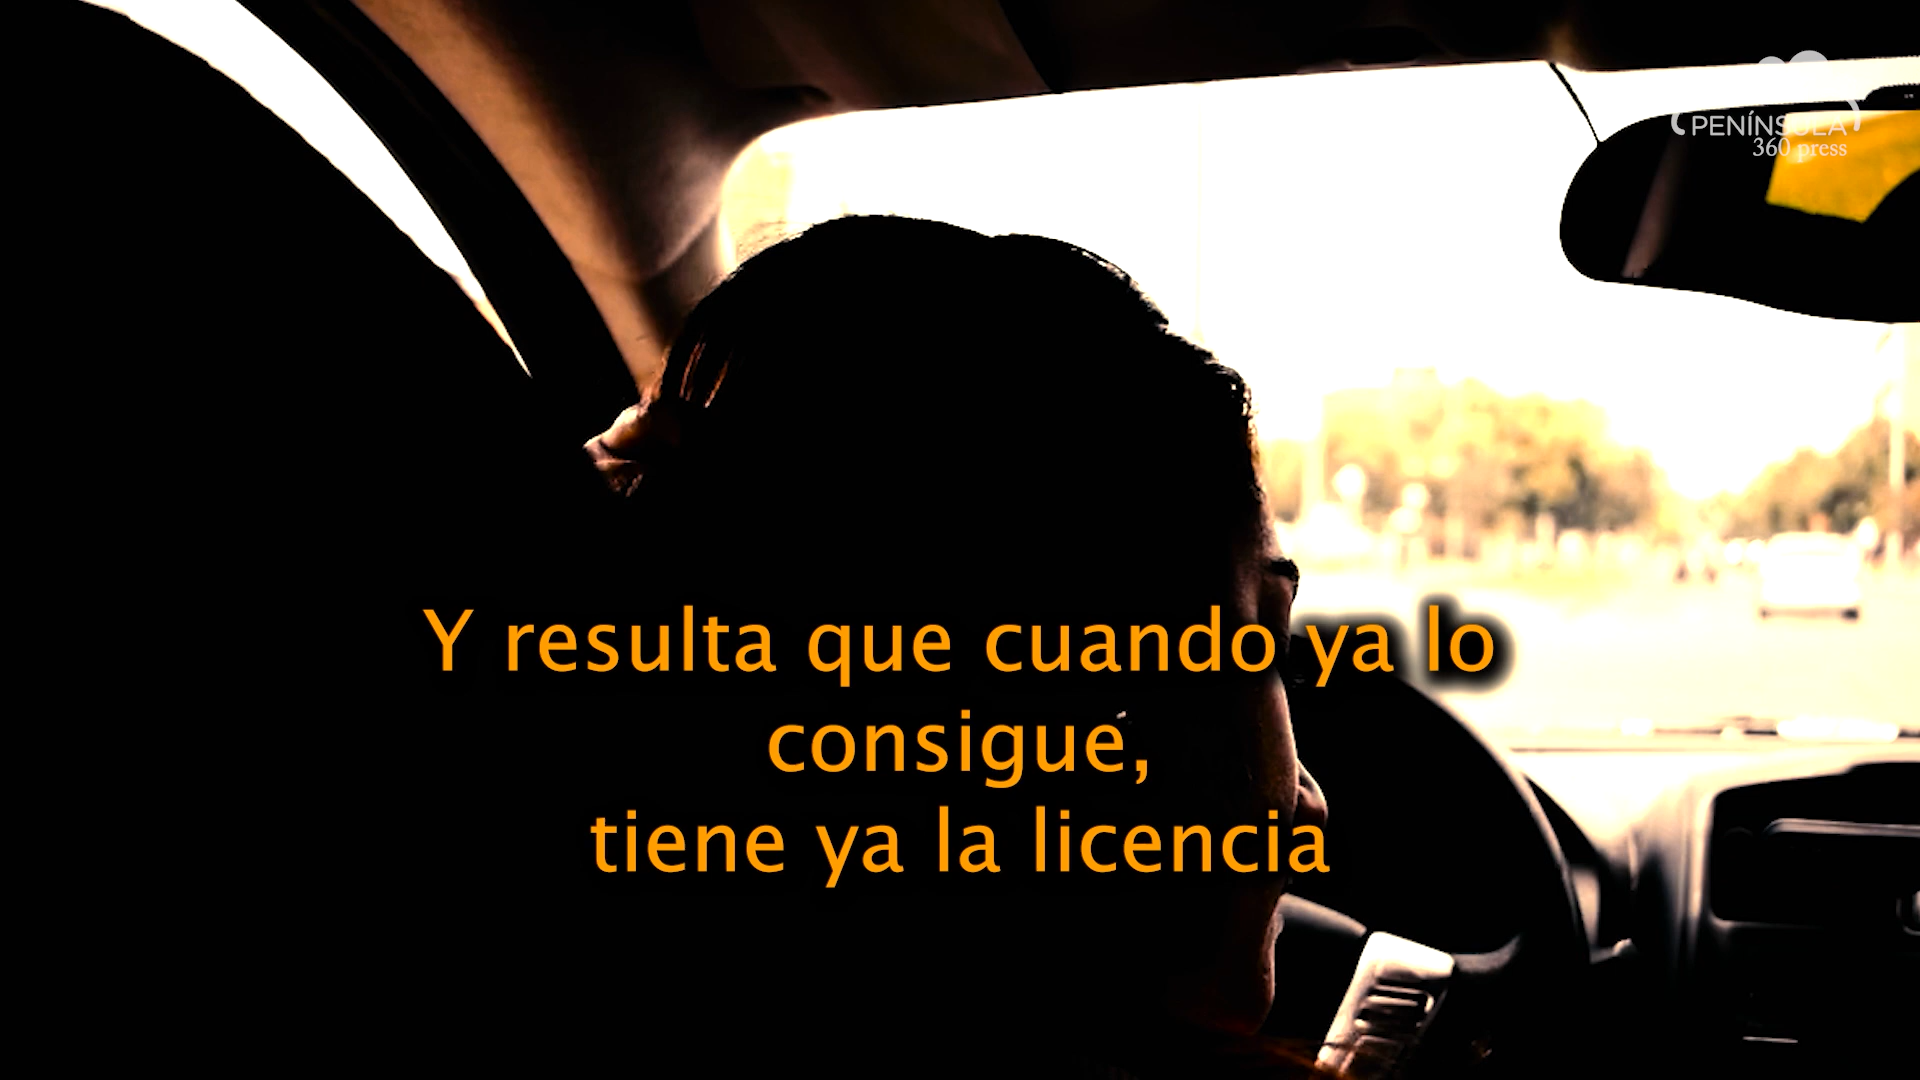 PENÍNSULA
360 press
Y resulta que cuando ya lo
consigue,
tiene ya la licencia